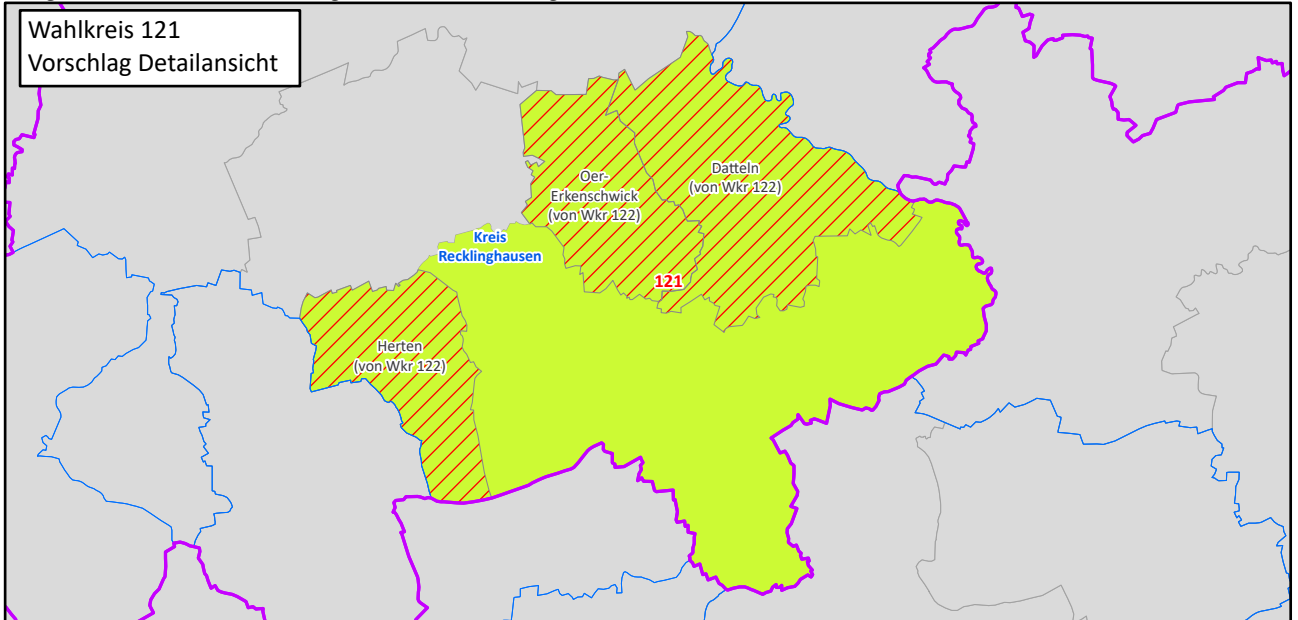 Wahlkreis 121
Vorschlag Detailansicht
Datteln
(von Wkr 122)
Oer-
Erkenschwick
(von Wkr 122)
Kreis
Recklinghausen
121
Herten
(von Wkr 122)